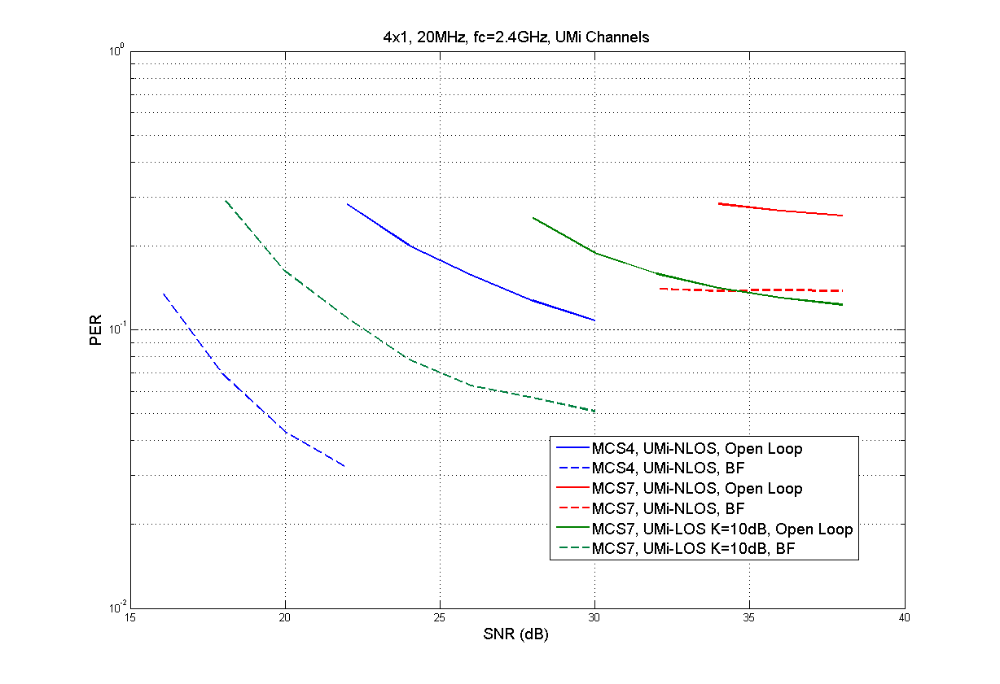 4x1, 20MHz, fc=2.4GHz, UMi Channels
10^0
10^-1
10^-2
PER
15 20 25 30 35 40
SNR (dB)
MCS4, UMi-NLOS, Open Loop
MCS4, UMi-NLOS, BF
MCS7, UMi-NLOS, Open Loop
MCS7, UMi-NLOS, BF
MCS7, UMi-LOS K=10dB, Open Loop
MCS7, UMi-LOS K=10dB, BF